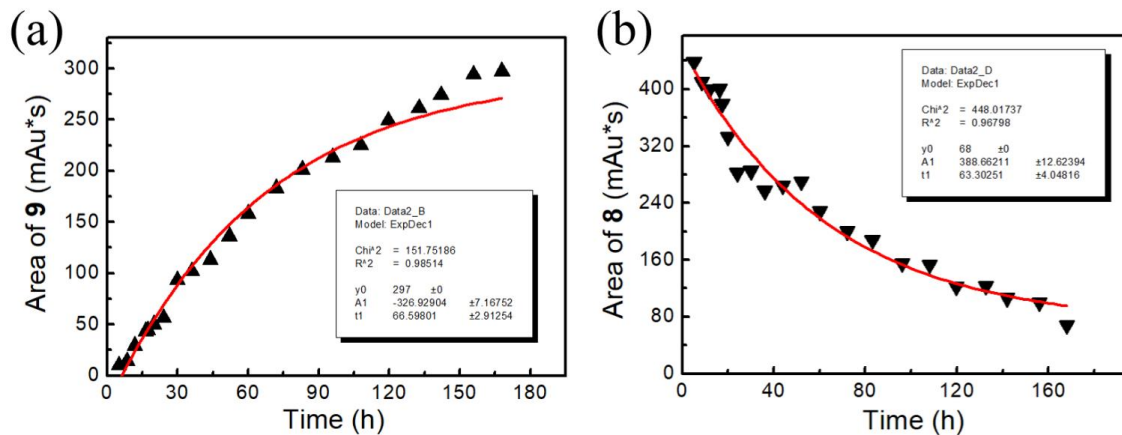 (a)
Area of 9 (mAu*s)
300
250
200
150
100
50
0
Data: Data2_B
Model: ExpDec1
Chi^2 = 151.75186
R^2 = 0.98514
y0 297 ±0
A1 -326.92904 ±7.16752
t1 66.59801 ±2.91254
0 30 60 90 120 150 180
Time (h)
(b)
Area of 8 (mAu*s)
400
320
240
160
80
0
Data: Data2_D
Model: ExpDec1
Chi^2 = 448.01737
R^2 = 0.96798
y0 68 ±0
A1 388.66211 ±12.62394
t1 63.30251 ±4.04816
0 40 80 120 160
Time (h)